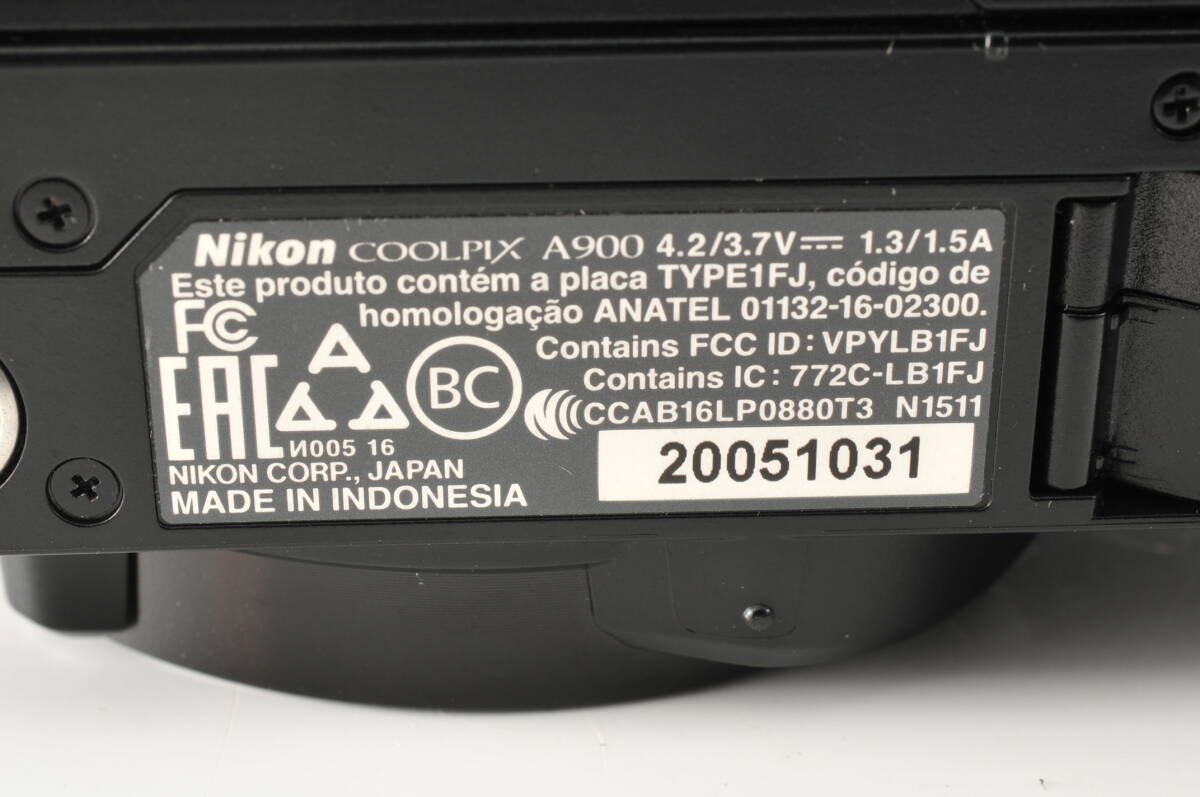 Nikon COOLPIX A900 4.2/3.7V⎓ 1.3/1.5A
Este produto contém a placa TYPE1FJ, código de
homologação ANATEL 01132-16-02300.
FC
Contains FCC ID: VPYLB1FJ
Contains IC: 772C-LB1FJ
EAC
BC
CCAB16LP0880T3 N1511
И005 16
20051031
NIKON CORP., JAPAN
MADE IN INDONESIA